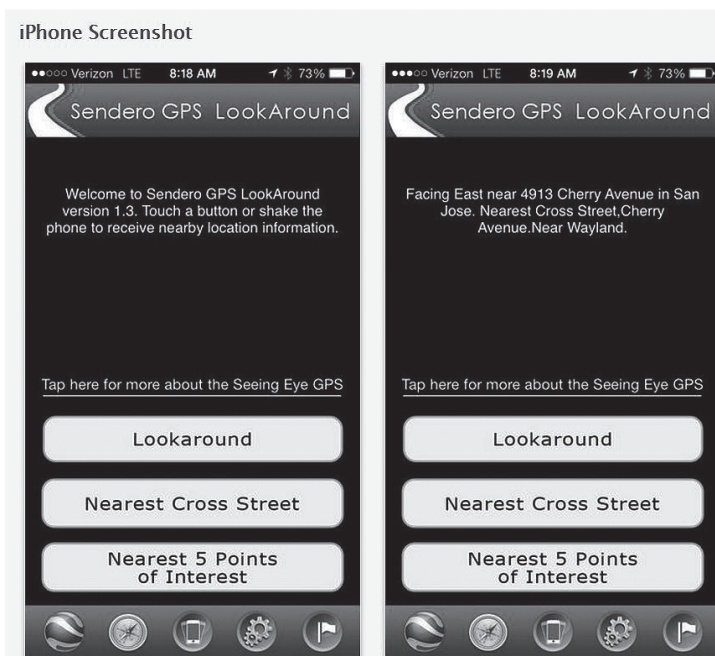 iPhone Screenshot
Verizon LTE 8:18 AM 73%
Sendero GPS LookAround
Welcome to Sendero GPS LookAround
version 1.3. Touch a button or shake the
phone to receive nearby location information.
Tap here for more about the Seeing Eye GPS
Lookaround
Nearest Cross Street
Nearest 5 Points
of Interest
Verizon LTE 8:19 AM 73%
Sendero GPS LookAround
Facing East near 4913 Cherry Avenue in San
Jose. Nearest Cross Street,Cherry
Avenue.Near Wayland.
Tap here for more about the Seeing Eye GPS
Lookaround
Nearest Cross Street
Nearest 5 Points
of Interest